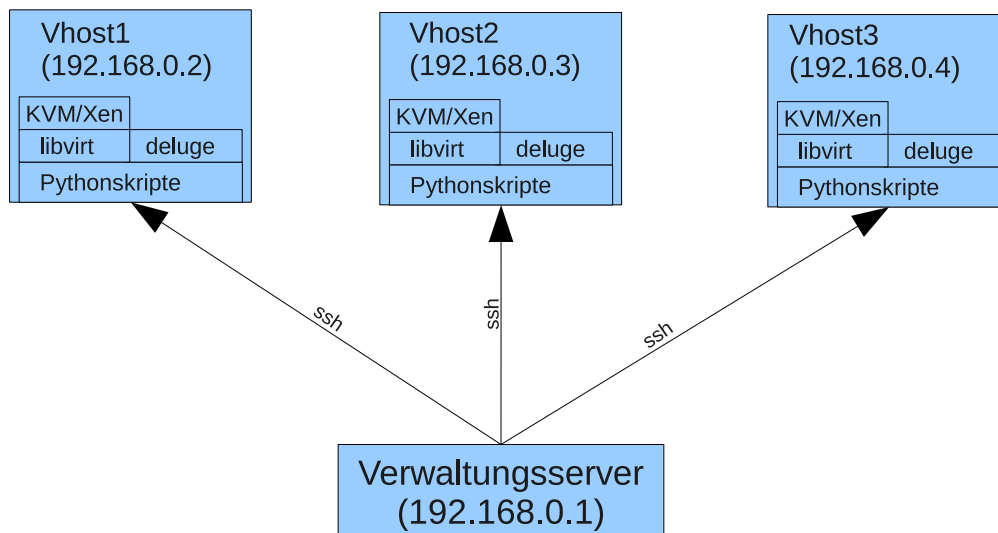 Vhost1
(192.168.0.2)
KVM/Xen
libvirt
deluge
Pythonskripte
Vhost2
(192.168.0.3)
KVM/Xen
libvirt
deluge
Pythonskripte
Vhost3
(192.168.0.4)
KVM/Xen
libvirt
deluge
Pythonskripte
ssh
ssh
ssh
Verwaltungsserver
(192.168.0.1)